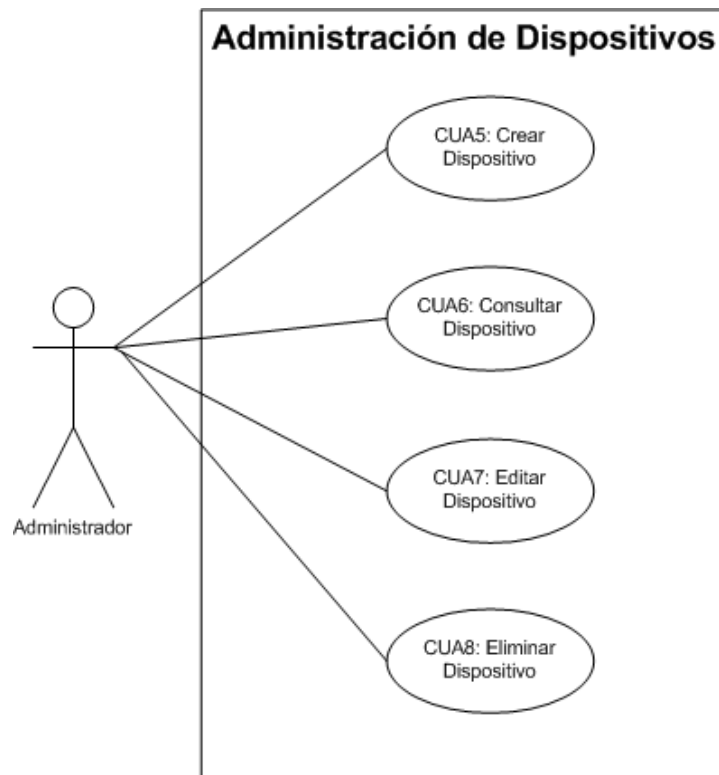 Administración de Dispositivos
CUA5: Crear
Dispositivo
CUA6: Consultar
Dispositivo
CUA7: Editar
Dispositivo
Administrador
CUA8: Eliminar
Dispositivo